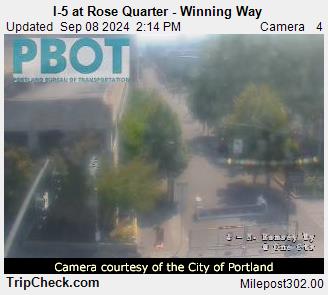 I-5 at Rose Quarter - Winning Way
Updated Sep 08 2024 2:14 PM Camera 4
PBOT
PORTLAND BUREAU OF TRANSPORTATION
Camera courtesy of the City of Portland
TripCheck.com Milepost302.00